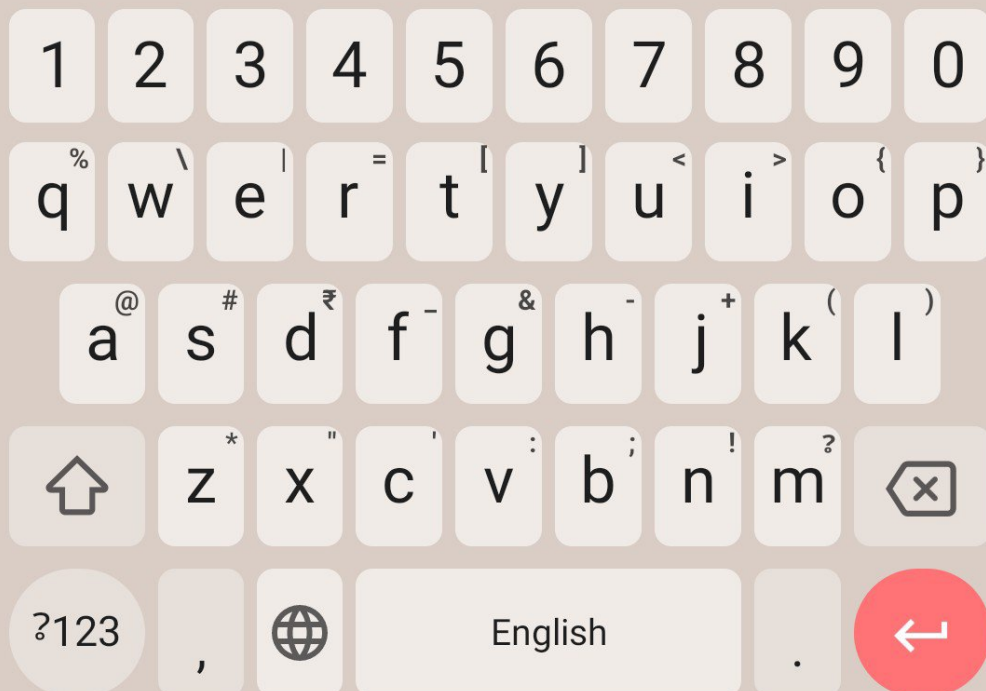 1 2 3 4 5 6 7 8 9 0
q % w \ e | r = t [ y ] u < i > o { p }
a @ s # d ₹ f _ g & h - j + k ( l )
z * x " c ' v : b ; n ! m ?
?123 , English .